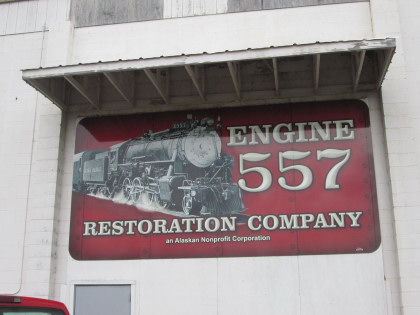 ENGINE
557
RESTORATION COMPANY
an Alaskan Nonprofit Corporation